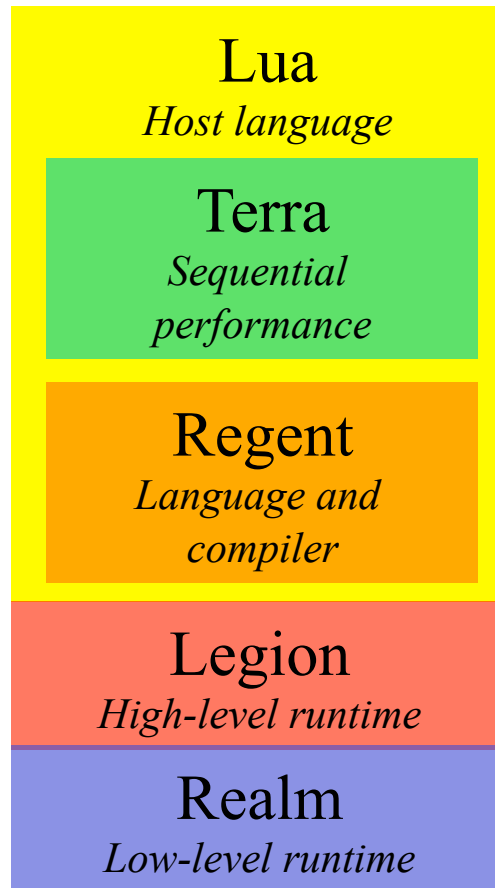 Lua
Host language
Terra
Sequential
performance
Regent
Language and
compiler
Legion
High-level runtime
Realm
Low-level runtime